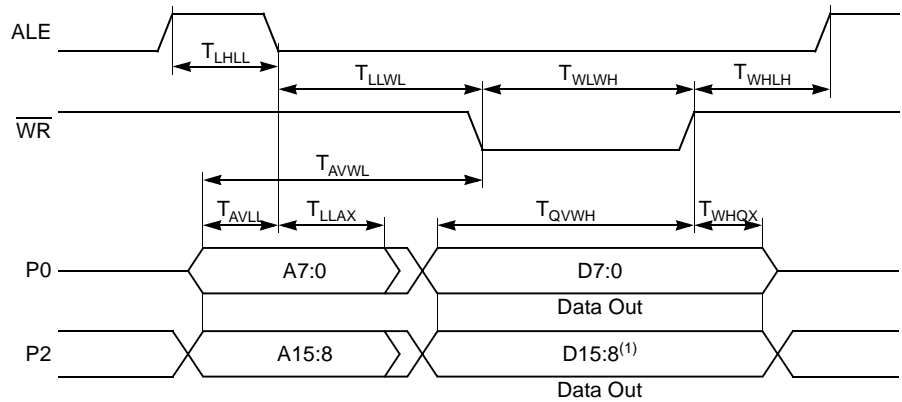 ALE
T_LHLL
T_LLWL T_WLWH T_WHLH
W̅R̅
T_AVWL
T_AVLL T_LLAX T_QVWH T_WHQX
P0 A7:0 D7:0
Data Out
P2 A15:8 D15:8(1)
Data Out